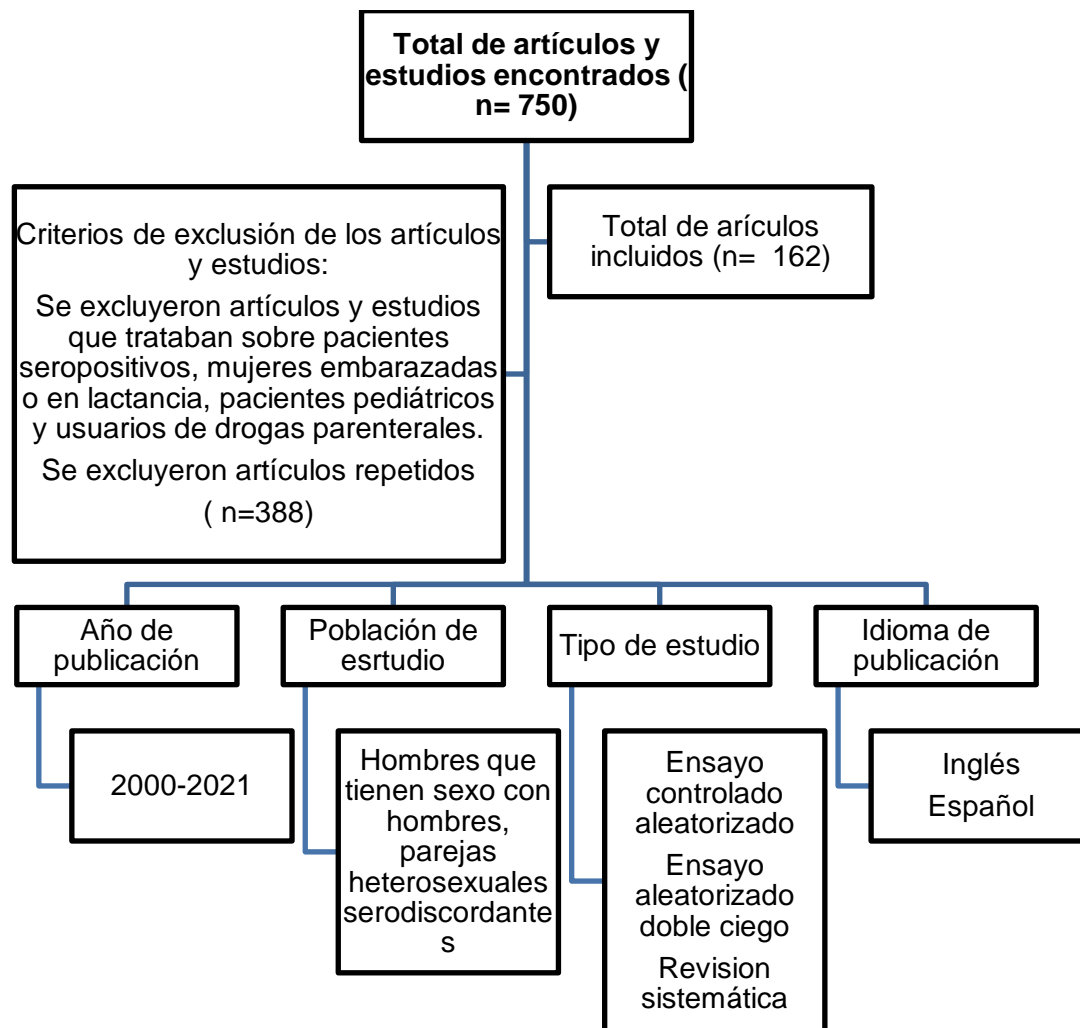 Total de artículos y
estudios encontrados (
n= 750)
Criterios de exclusión de los artículos
y estudios:
Se excluyeron artículos y estudios
que trataban sobre pacientes
seropositivos, mujeres embarazadas
o en lactancia, pacientes pediátricos
y usuarios de drogas parenterales.
Se excluyeron artículos repetidos
( n=388)
Total de arículos
incluidos (n=  162)
Año de
publicación
2000-2021
Población de
esrtudio
Hombres que
tienen sexo con
hombres,
parejas
heterosexuales
serodiscordante
s
Tipo de estudio
Ensayo
controlado
aleatorizado
Ensayo
aleatorizado
doble ciego
Revision
sistemática
Idioma de
publicación
Inglés
Español